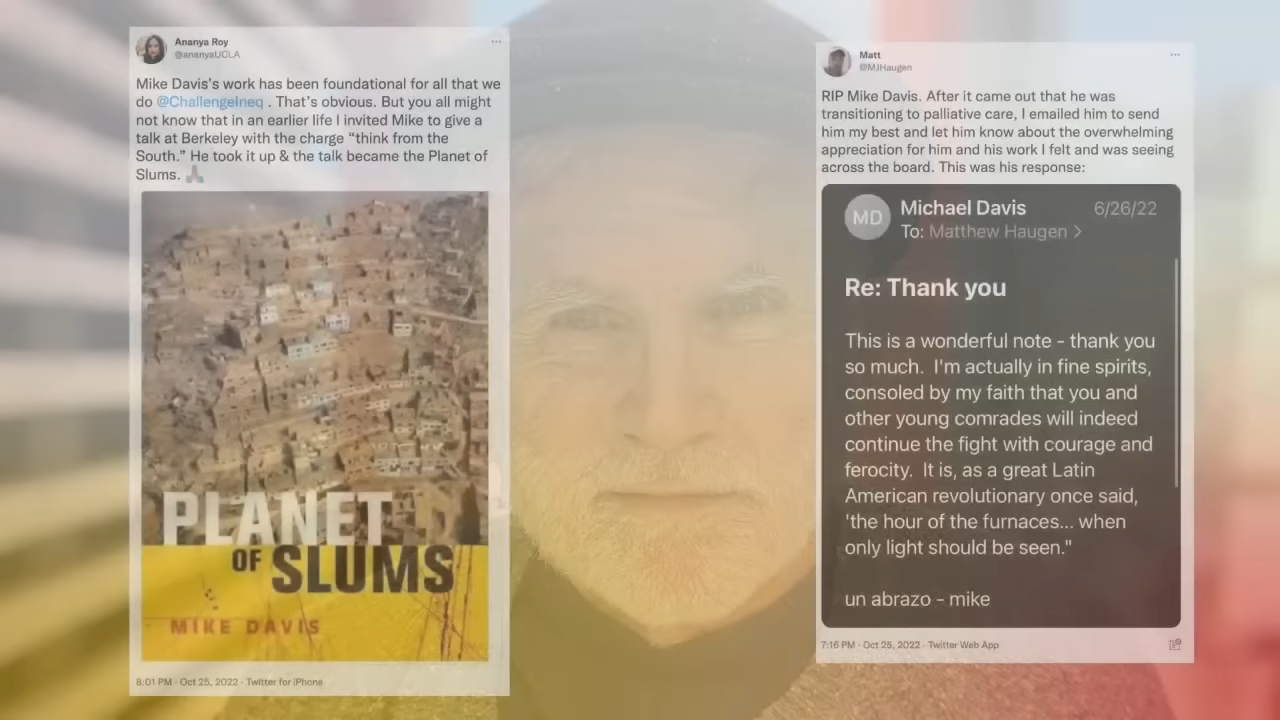 Ananya Roy
@ananyaUCLA
Mike Davis's work has been foundational for all that we
do @ChallengeIneq . That's obvious. But you all might
not know that in an earlier life I invited Mike to give a
talk at Berkeley with the charge “think from the
South.” He took it up & the talk became the Planet of
Slums. 🙏🏽
PLANET
OF SLUMS
MIKE DAVIS
8:01 PM · Oct 25, 2022 · Twitter for iPhone
Matt
@MJHaugen
RIP Mike Davis. After it came out that he was
transitioning to palliative care, I emailed him to send
him my best and let him know about the overwhelming
appreciation for him and his work I felt and was seeing
across the board. This was his response:
MD
Michael Davis 6/26/22
To: Matthew Haugen >
Re: Thank you
This is a wonderful note - thank you
so much. I'm actually in fine spirits,
consoled by my faith that you and
other young comrades will indeed
continue the fight with courage and
ferocity. It is, as a great Latin
American revolutionary once said,
'the hour of the furnaces... when
only light should be seen."
un abrazo - mike
7:16 PM · Oct 25, 2022 · Twitter Web App